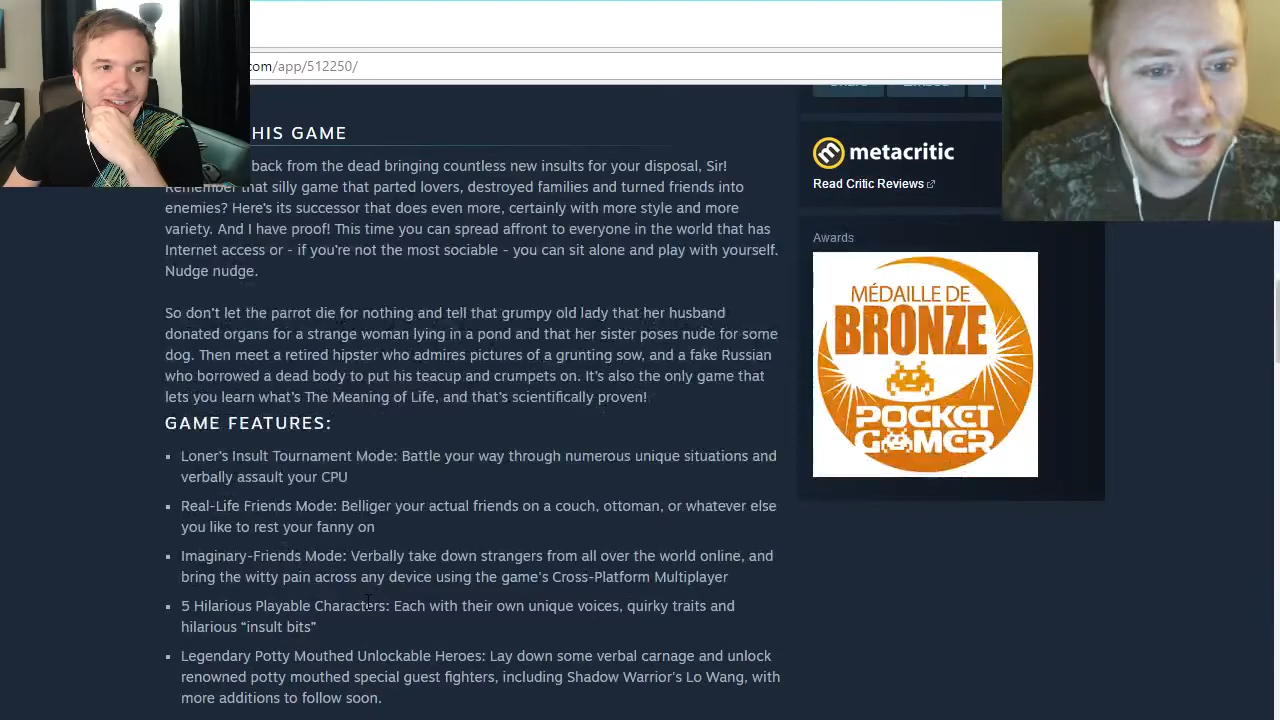 com/app/512250/
HIS GAME
back from the dead bringing countless new insults for your disposal, Sir!
Remember that silly game that parted lovers, destroyed families and turned friends into
enemies? Here's its successor that does even more, certainly with more style and more
variety. And I have proof! This time you can spread affront to everyone in the world that has
Internet access or - if you're not the most sociable - you can sit alone and play with yourself.
Nudge nudge.
So don't let the parrot die for nothing and tell that grumpy old lady that her husband
donated organs for a strange woman lying in a pond and that her sister poses nude for some
dog. Then meet a retired hipster who admires pictures of a grunting sow, and a fake Russian
who borrowed a dead body to put his teacup and crumpets on. It's also the only game that
lets you learn what's The Meaning of Life, and that's scientifically proven!
GAME FEATURES:
Loner's Insult Tournament Mode: Battle your way through numerous unique situations and
verbally assault your CPU
Real-Life Friends Mode: Belliger your actual friends on a couch, ottoman, or whatever else
you like to rest your fanny on
Imaginary-Friends Mode: Verbally take down strangers from all over the world online, and
bring the witty pain across any device using the game's Cross-Platform Multiplayer
5 Hilarious Playable Characters: Each with their own unique voices, quirky traits and
hilarious “insult bits”
Legendary Potty Mouthed Unlockable Heroes: Lay down some verbal carnage and unlock
renowned potty mouthed special guest fighters, including Shadow Warrior's Lo Wang, with
more additions to follow soon.
metacritic
Read Critic Reviews
Awards
MÉDAILLE DE
BRONZE
POCKET
GAMER